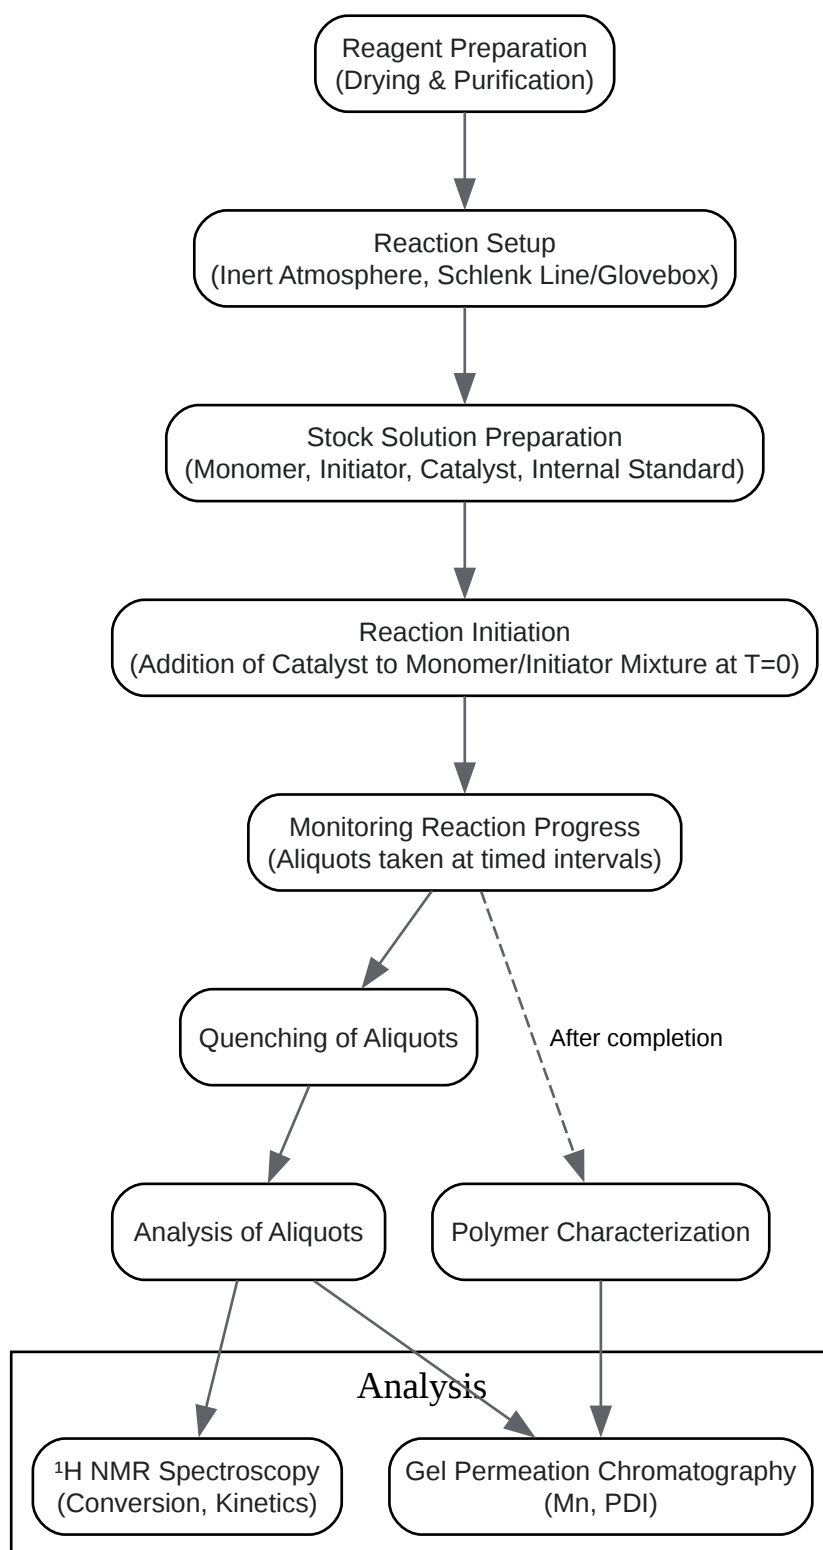 Reagent Preparation
(Drying & Purification)
Reaction Setup
(Inert Atmosphere, Schlenk Line/Glovebox)
Stock Solution Preparation
(Monomer, Initiator, Catalyst, Internal Standard)
Reaction Initiation
(Addition of Catalyst to Monomer/Initiator Mixture at T=0)
Monitoring Reaction Progress
(Aliquots taken at timed intervals)
Quenching of Aliquots
After completion
Analysis of Aliquots
Polymer Characterization
Analysis
¹H NMR Spectroscopy
(Conversion, Kinetics)
Gel Permeation Chromatography
(Mn, PDI)